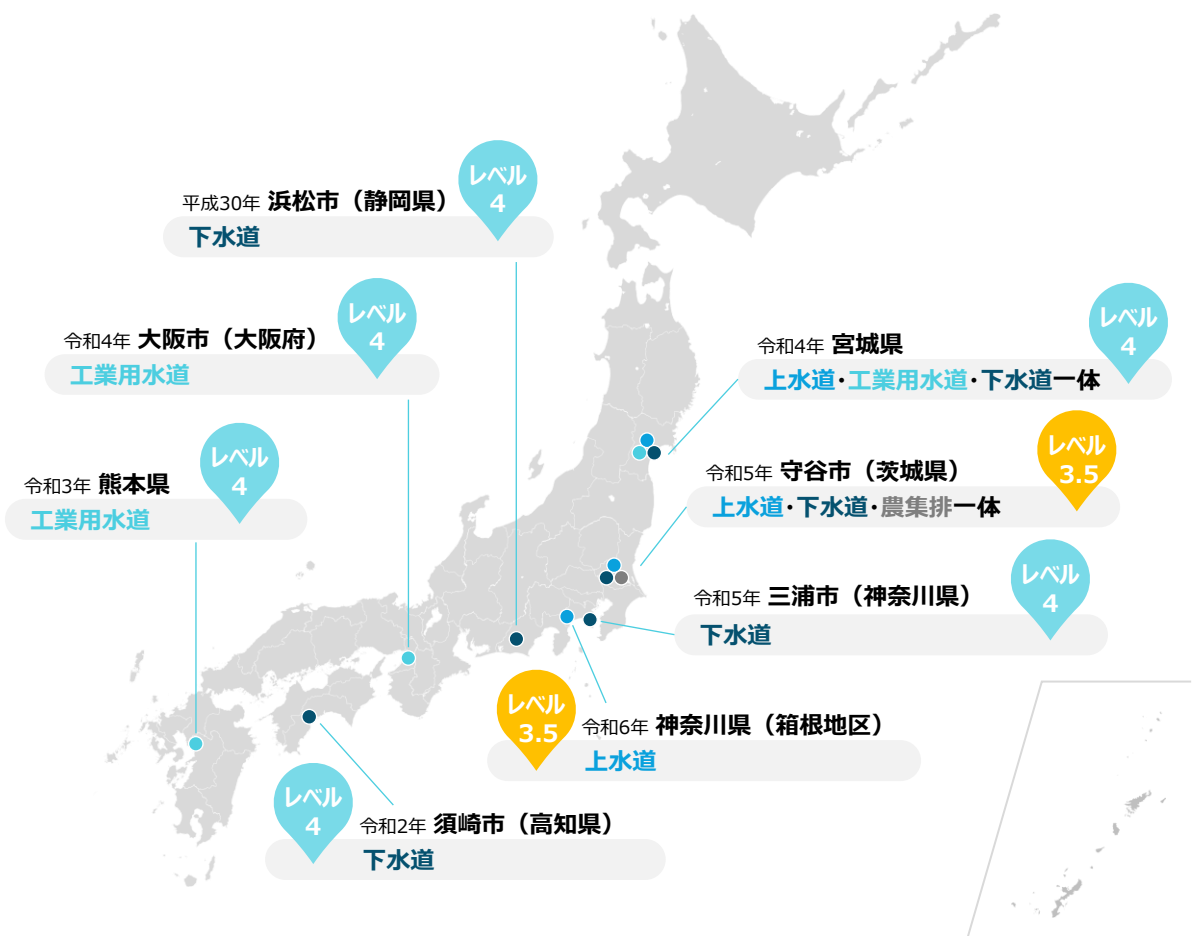 レベル
4
平成30年 浜松市（静岡県）
下水道
レベル
4
令和4年 大阪市（大阪府）
工業用水道
レベル
4
令和3年 熊本県
工業用水道
レベル
4
令和4年 宮城県
上水道・工業用水道・下水道一体
レベル
3.5
令和5年 守谷市（茨城県）
上水道・下水道・農集排一体
レベル
4
令和5年 三浦市（神奈川県）
下水道
レベル
3.5
令和6年 神奈川県（箱根地区）
上水道
レベル
4
令和2年 須崎市（高知県）
下水道